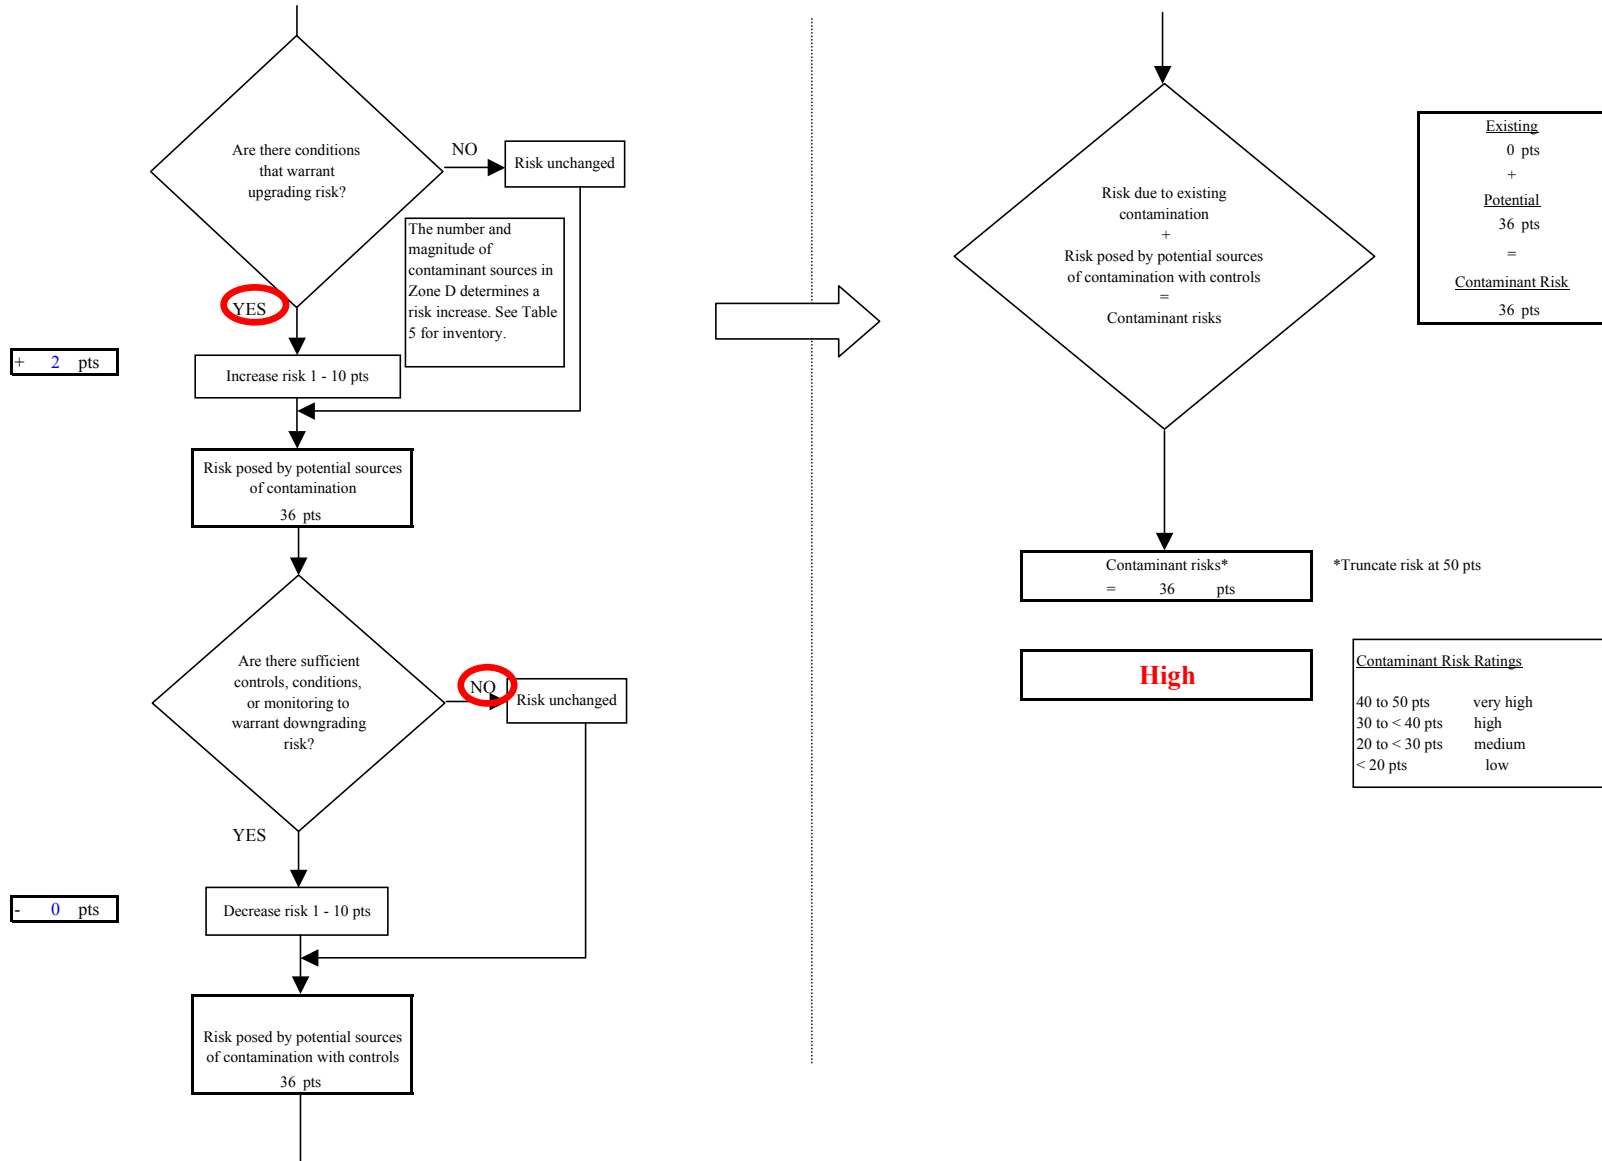 Are there conditions
that warrant
upgrading risk?
NO
Risk unchanged
The number and
magnitude of
contaminant sources in
Zone D determines a
risk increase. See Table
5 for inventory.
YES
+ 2 pts
Increase risk 1 - 10 pts
Risk posed by potential sources
of contamination
36 pts
Are there sufficient
controls, conditions,
or monitoring to
warrant downgrading
risk?
NO
Risk unchanged
YES
- 0 pts
Decrease risk 1 - 10 pts
Risk posed by potential sources
of contamination with controls
36 pts
Risk due to existing
contamination
+
Risk posed by potential sources
of contamination with controls
=
Contaminant risks
Existing
0 pts
+
Potential
36 pts
=
Contaminant Risk
36 pts
Contaminant risks*
= 36 pts
*Truncate risk at 50 pts
High
Contaminant Risk Ratings
40 to 50 pts very high
30 to < 40 pts high
20 to < 30 pts medium
< 20 pts low